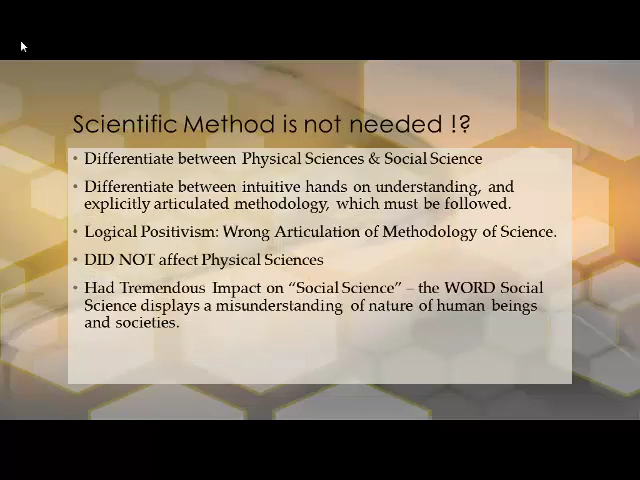 Scientific Method is not needed !?
• Differentiate between Physical Sciences & Social Science
• Differentiate between intuitive hands on understanding, and
explicitly articulated methodology, which must be followed.
• Logical Positivism: Wrong Articulation of Methodology of Science.
• DID NOT affect Physical Sciences
• Had Tremendous Impact on “Social Science” – the WORD Social
Science displays a misunderstanding of nature of human beings
and societies.